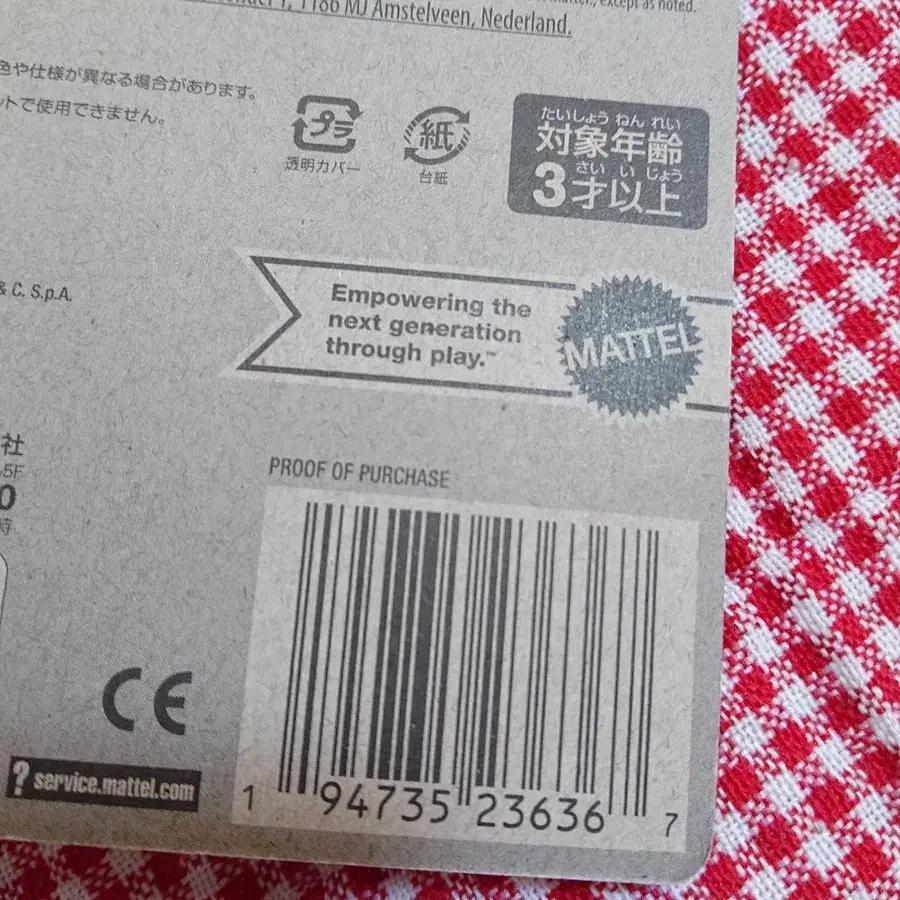 except as noted.
1186 MJ Amstelveen, Nederland.
色や仕様が異なる場合があります。
ットで使用できません。
プラ
透明カバー
紙
台紙
たいしょう ねん れい
対象年齢
さい い じょう
3才以上
& C. S.p.A.
Empowering the
next generation
through play.™
MATTEL
社
5F
0
時
PROOF OF PURCHASE
CE
? service.mattel.com
1 94735 23636 7